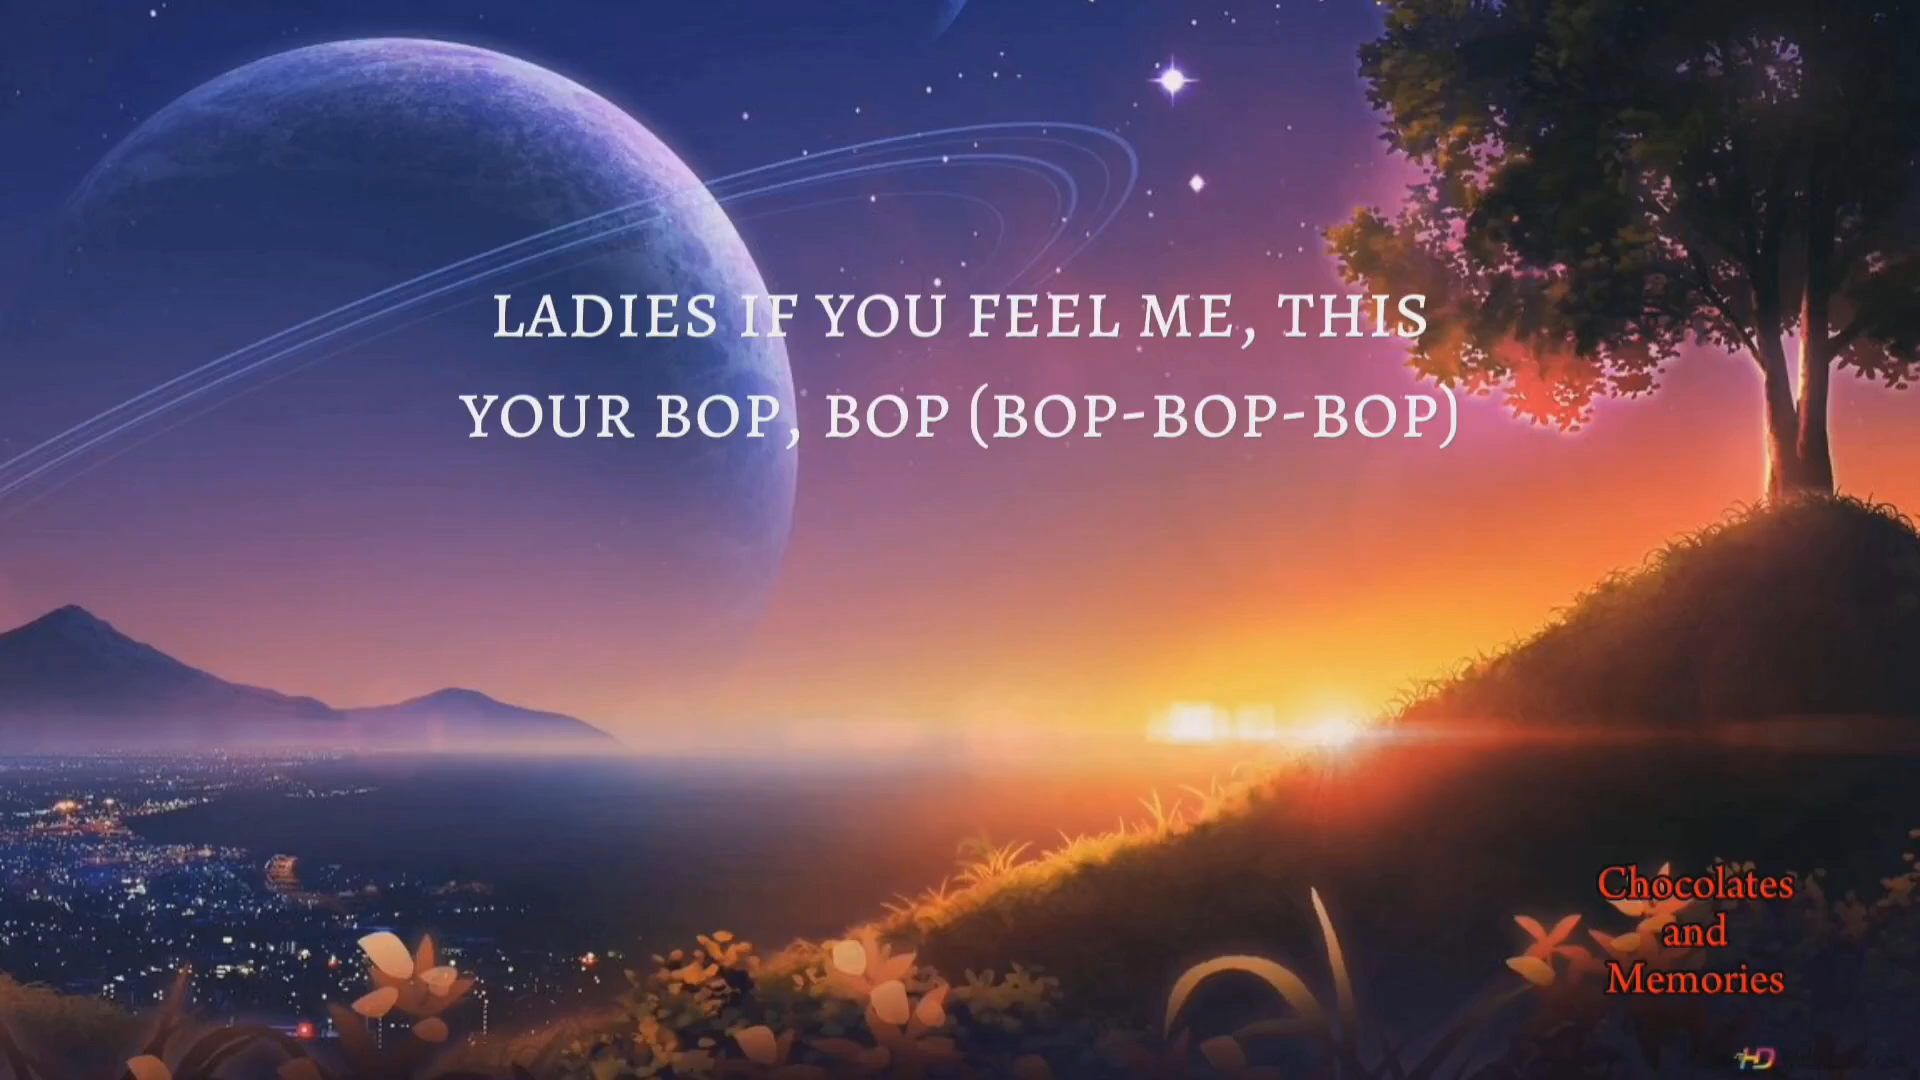 LADIES IF YOU FEEL ME, THIS
YOUR BOP, BOP (BOP-BOP-BOP)
Chocolates
and
Memories
HD